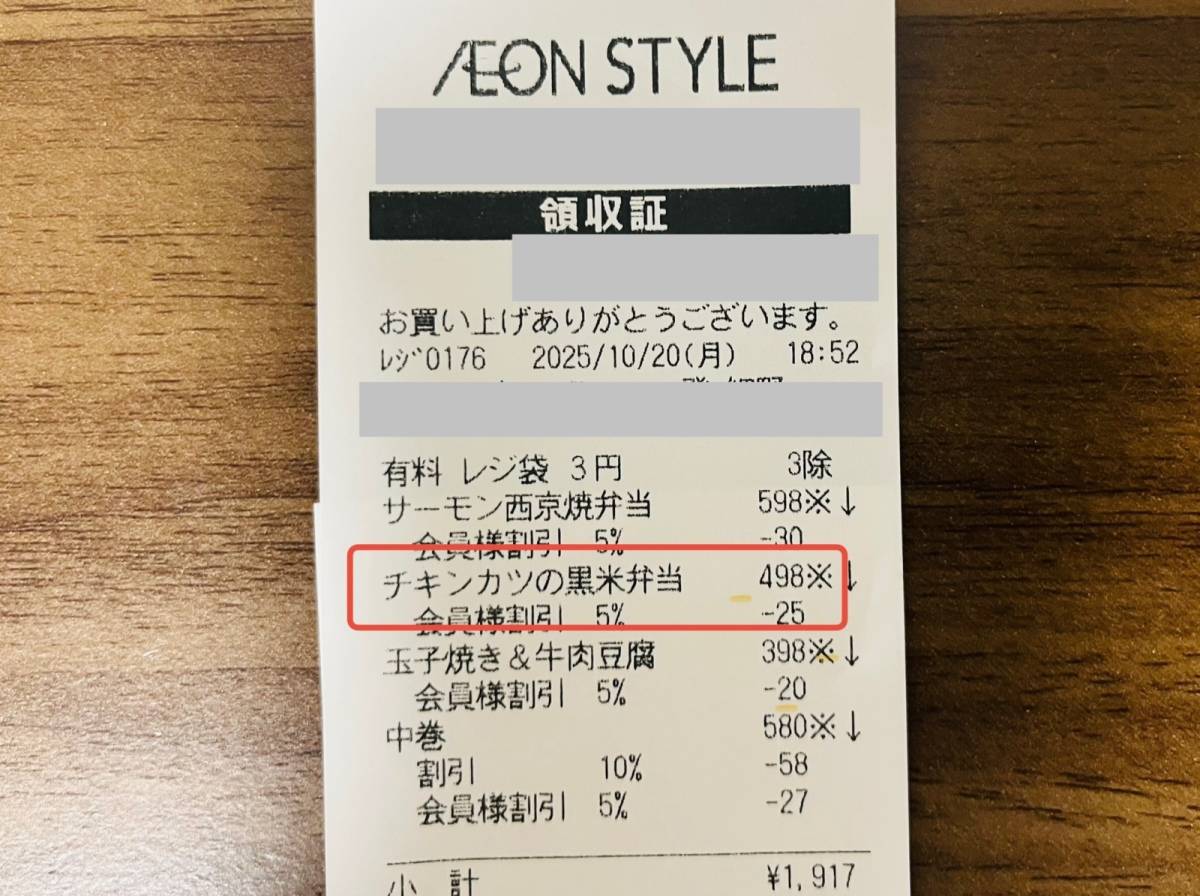 ÆON STYLE
領収証
お買い上げありがとうございます。
ﾚｼﾞ0176 2025/10/20(月) 18:52
有料 レジ袋 3円 3除
サーモン西京焼弁当 598※↓
会員様割引 5% -30
チキンカツの黒米弁当 498※↓
会員様割引 5% -25
玉子焼き&牛肉豆腐 398※↓
会員様割引 5% -20
中巻 580※↓
割引 10% -58
会員様割引 5% -27
小計 ¥1,917